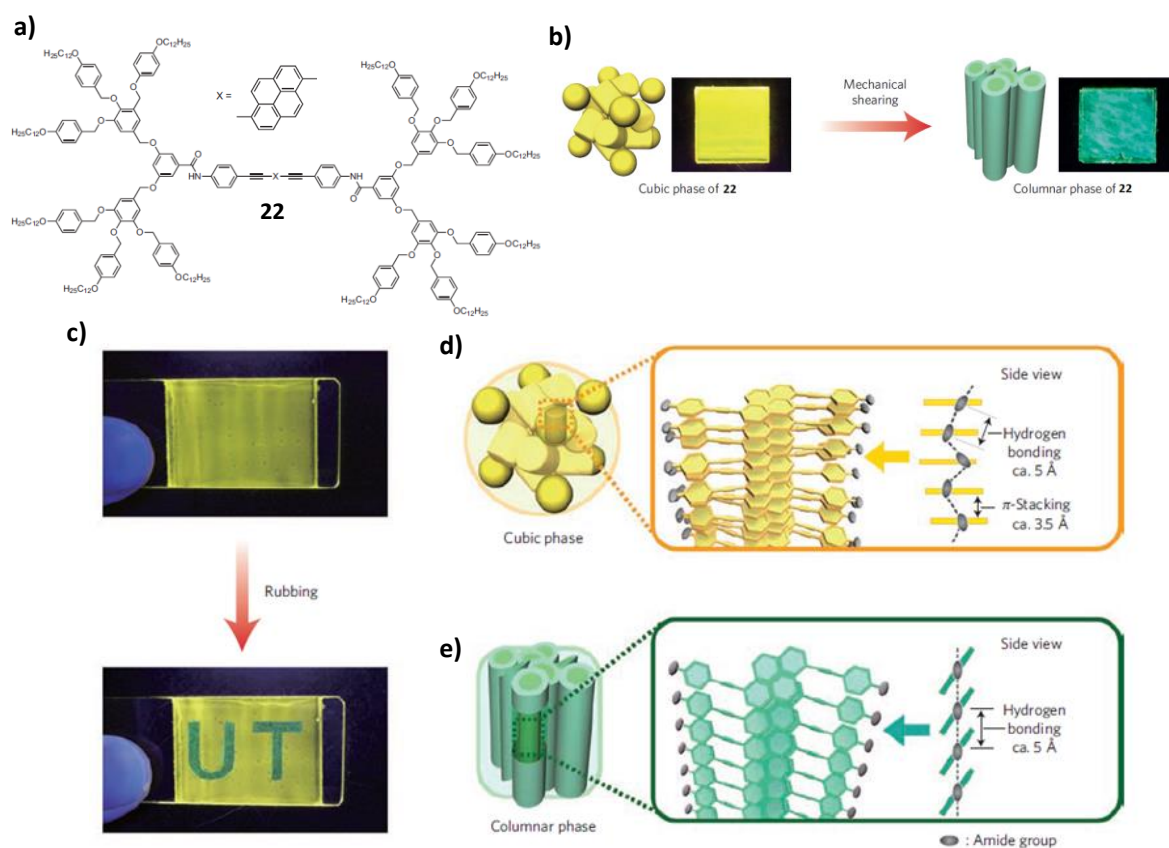 a)
H25C12O
OC12H25
OC12H25
X =
H25C12O
OC12H25
OC12H25
H25C12O
OC12H25
O
HN
X
NH
O
22
H25C12O
OC12H25
H25C12O
OC12H25
OC12H25
OC12H25
OC12H25
b)
Mechanical
shearing
Cubic phase of 22
Columnar phase of 22
c)
Rubbing
UT
d)
Cubic phase
Side view
Hydrogen
bonding
ca. 5 Å
π-Stacking
ca. 3.5 Å
e)
Columnar phase
Side view
Hydrogen
bonding
ca. 5 Å
: Amide group